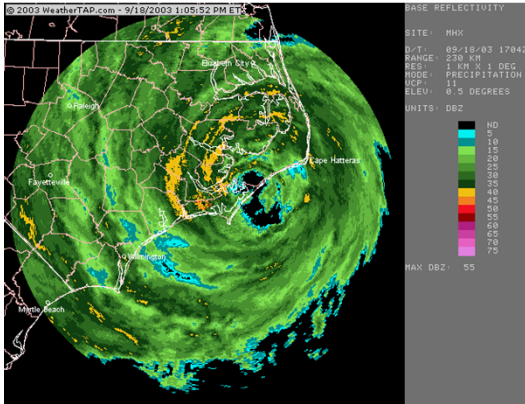 © 2003 WeatherTAP.com - 9/18/2003 1:05:52 PM ET
BASE REFLECTIVITY
SITE: MHX
D/T: 09/18/03 1704Z
RANGE: 230 KM
RES: 1 KM X 1 DEG
MODE: PRECIPITATION
VCP: 11
ELEV: 0.5 DEGREES
UNITS: DBZ
ND
5
10
15
20
25
30
35
40
45
50
55
60
65
70
75
MAX DBZ: 55
Elizabeth City
Raleigh
Cape Hatteras
Fayetteville
Wilmington
Myrtle Beach